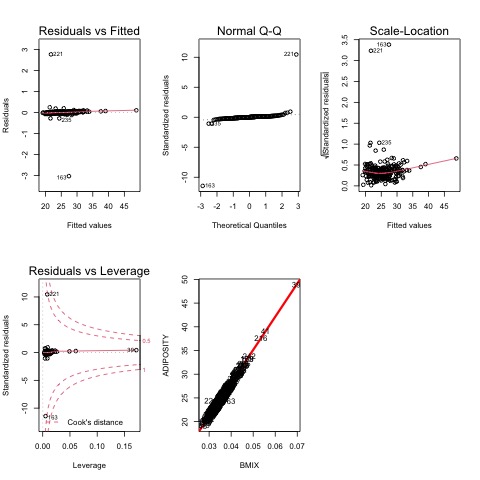 Residuals vs Fitted
Residuals
3
2
1
0
-1
-2
-3
221
235
163
20 25 30 35 40 45
Fitted values
Normal Q-Q
Standardized residuals
10
5
0
-5
-10
221
163
-3 -2 -1 0 1 2 3
Theoretical Quantiles
Scale-Location
√|Standardized residuals|
3.5
3.0
2.5
2.0
1.5
1.0
0.5
0.0
163
221
235
20 25 30 35 40 45
Fitted values
Residuals vs Leverage
Standardized residuals
10
5
0
-5
-10
221
39
163
0.5
1
Cook's distance
0.00 0.05 0.10 0.15
Leverage
ADIPOSITY
50
45
40
35
30
25
20
39
41
216
0.03 0.04 0.05 0.06 0.07
BMIX